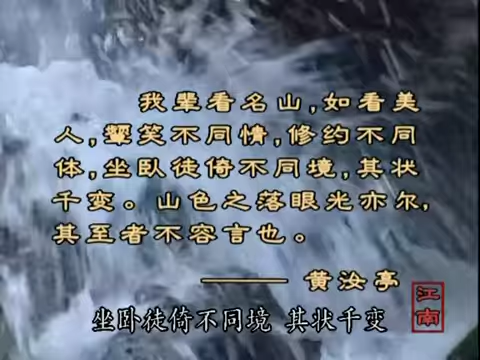 我辈看名山,如看美
人,颦笑不同情,修约不同
体,坐卧徒倚不同境,其状
千变。山色之落眼光亦尔,
其至者不容言也。
——— 黄汝亭
江南
坐卧徒倚不同境 其状千变